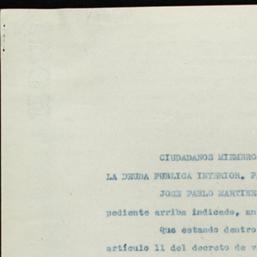 CIUDADANOS MIEMBRO
LA DEUDA PUBLICA INTERIOR. P
JOSE PABLO MARTINE
pediente arriba indicado, an
Que estando dentro
artículo 11 del decreto de v